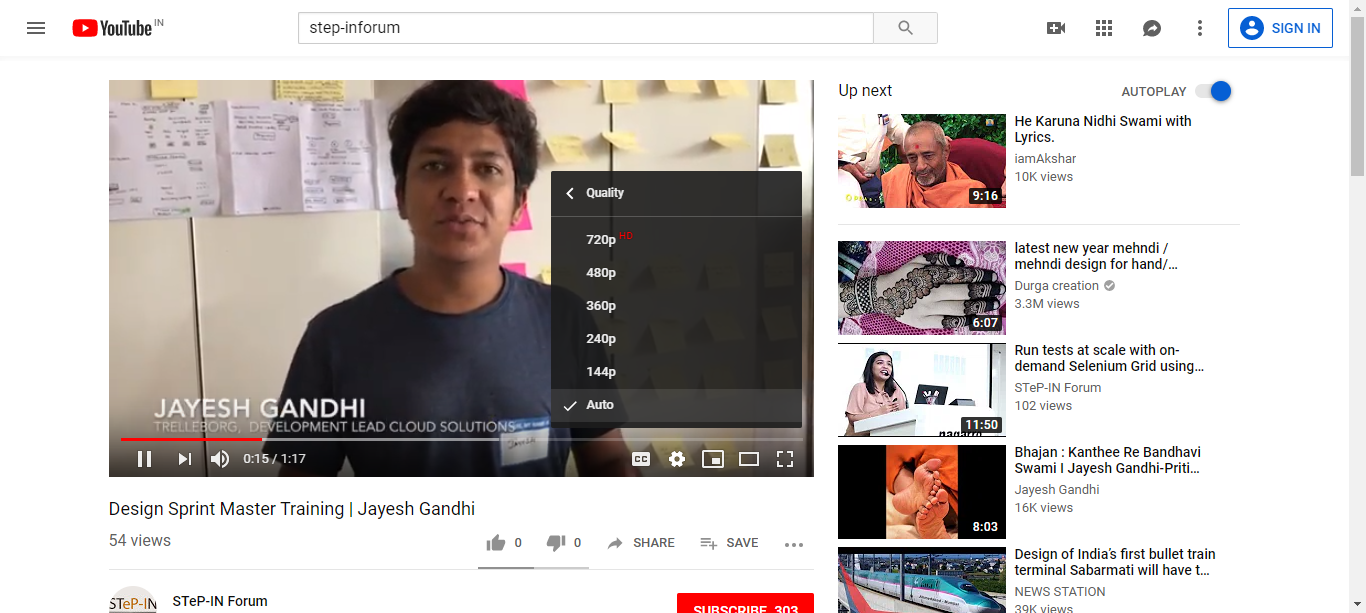 YouTube IN
step-inforum
SIGN IN
Quality
720p HD
480p
360p
240p
144p
Auto
JAYESH GANDHI
TRELLEBORG, DEVELOPMENT LEAD CLOUD SOLUTIONS
0:15 / 1:17
CC
Design Sprint Master Training | Jayesh Gandhi
54 views
0
0
SHARE
SAVE
STeP-IN
STeP-IN Forum
SUBSCRIBE 303
Up next
AUTOPLAY
9:16
He Karuna Nidhi Swami with
Lyrics.
iamAkshar
10K views
6:07
latest new year mehndi /
mehndi design for hand/…
Durga creation
3.3M views
11:50
Run tests at scale with on-
demand Selenium Grid using…
STeP-IN Forum
102 views
8:03
Bhajan : Kanthee Re Bandhavi
Swami I Jayesh Gandhi-Priti…
Jayesh Gandhi
16K views
Design of India's first bullet train
terminal Sabarmati will have t…
NEWS STATION
39K views